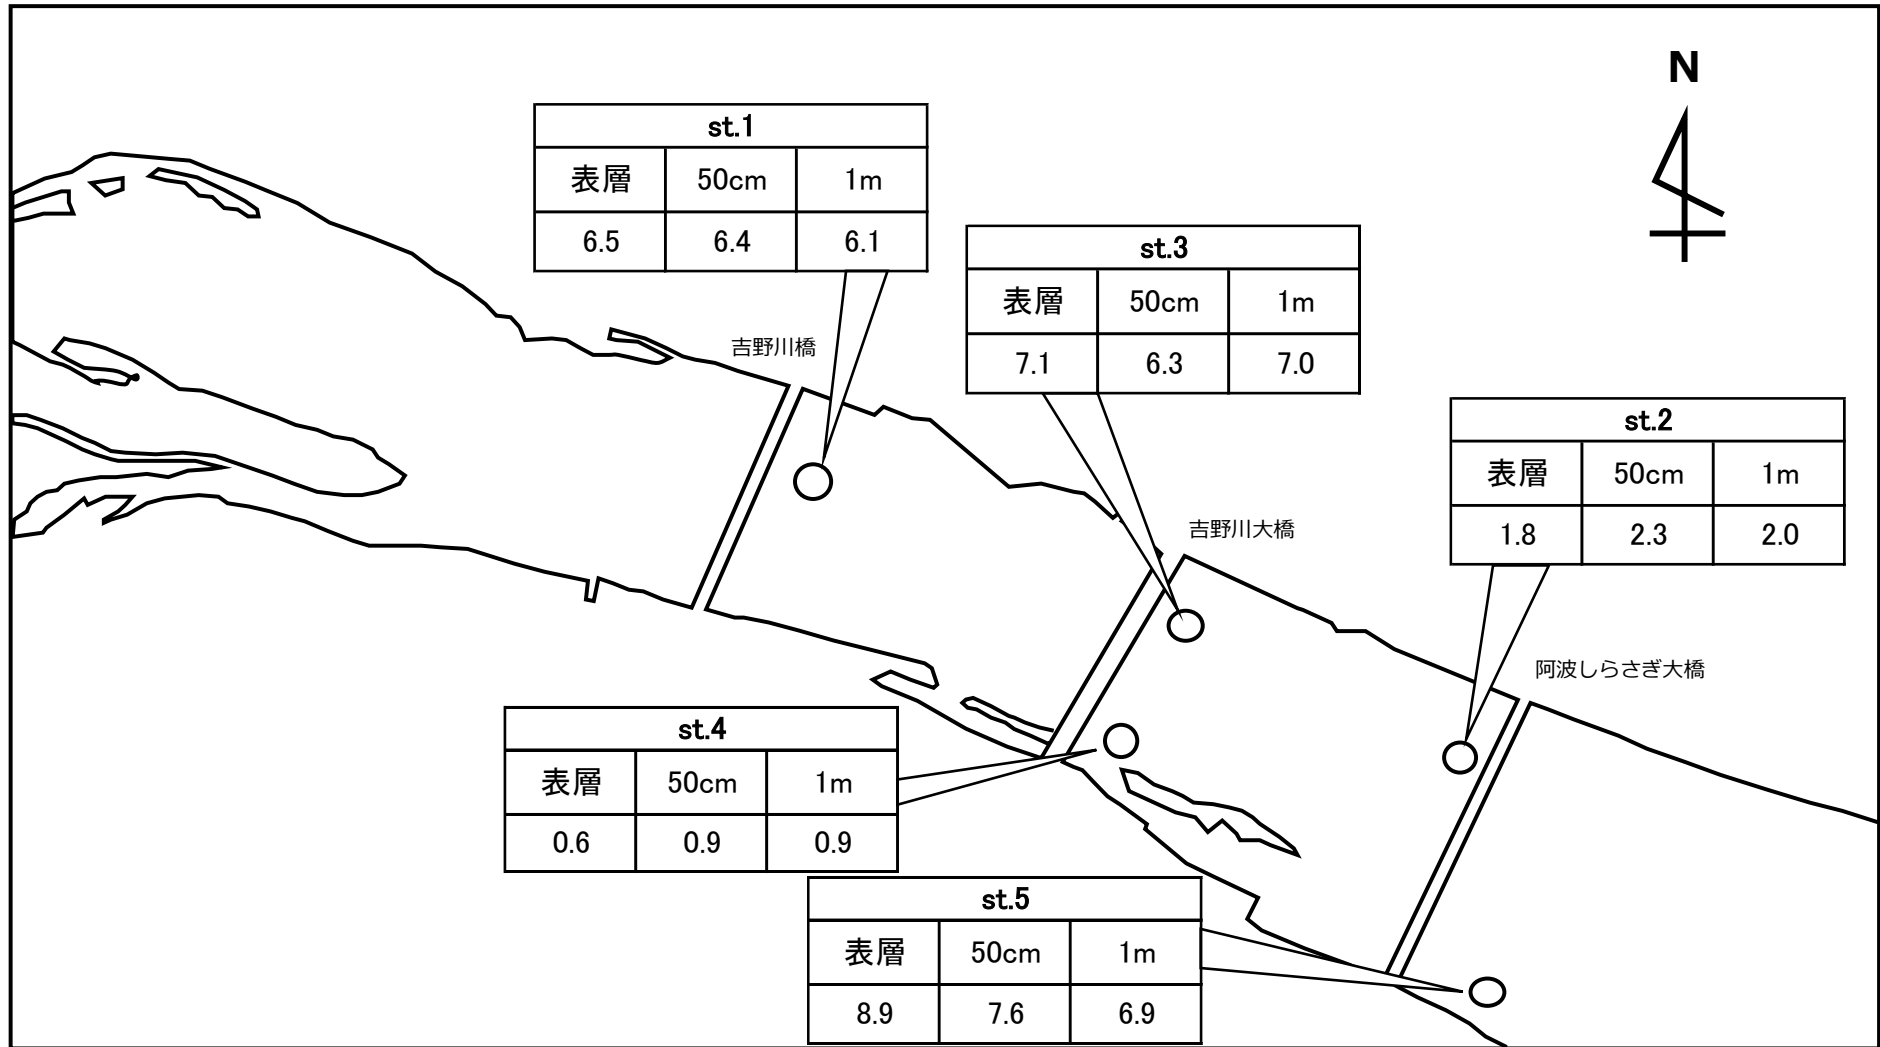 N
st.1
表層 50cm 1m
6.5 6.4 6.1
st.3
表層 50cm 1m
7.1 6.3 7.0
吉野川橋
st.2
表層 50cm 1m
1.8 2.3 2.0
吉野川大橋
阿波しらさぎ大橋
st.4
表層 50cm 1m
0.6 0.9 0.9
st.5
表層 50cm 1m
8.9 7.6 6.9